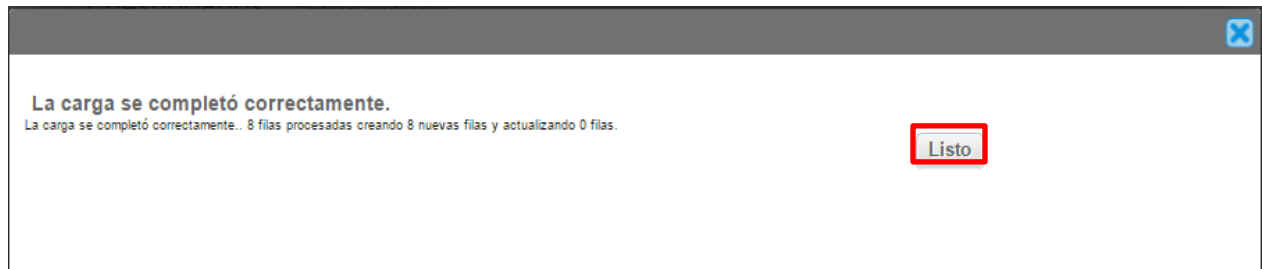 La carga se completó correctamente.
La carga se completó correctamente.. 8 filas procesadas creando 8 nuevas filas y actualizando 0 filas.
Listo